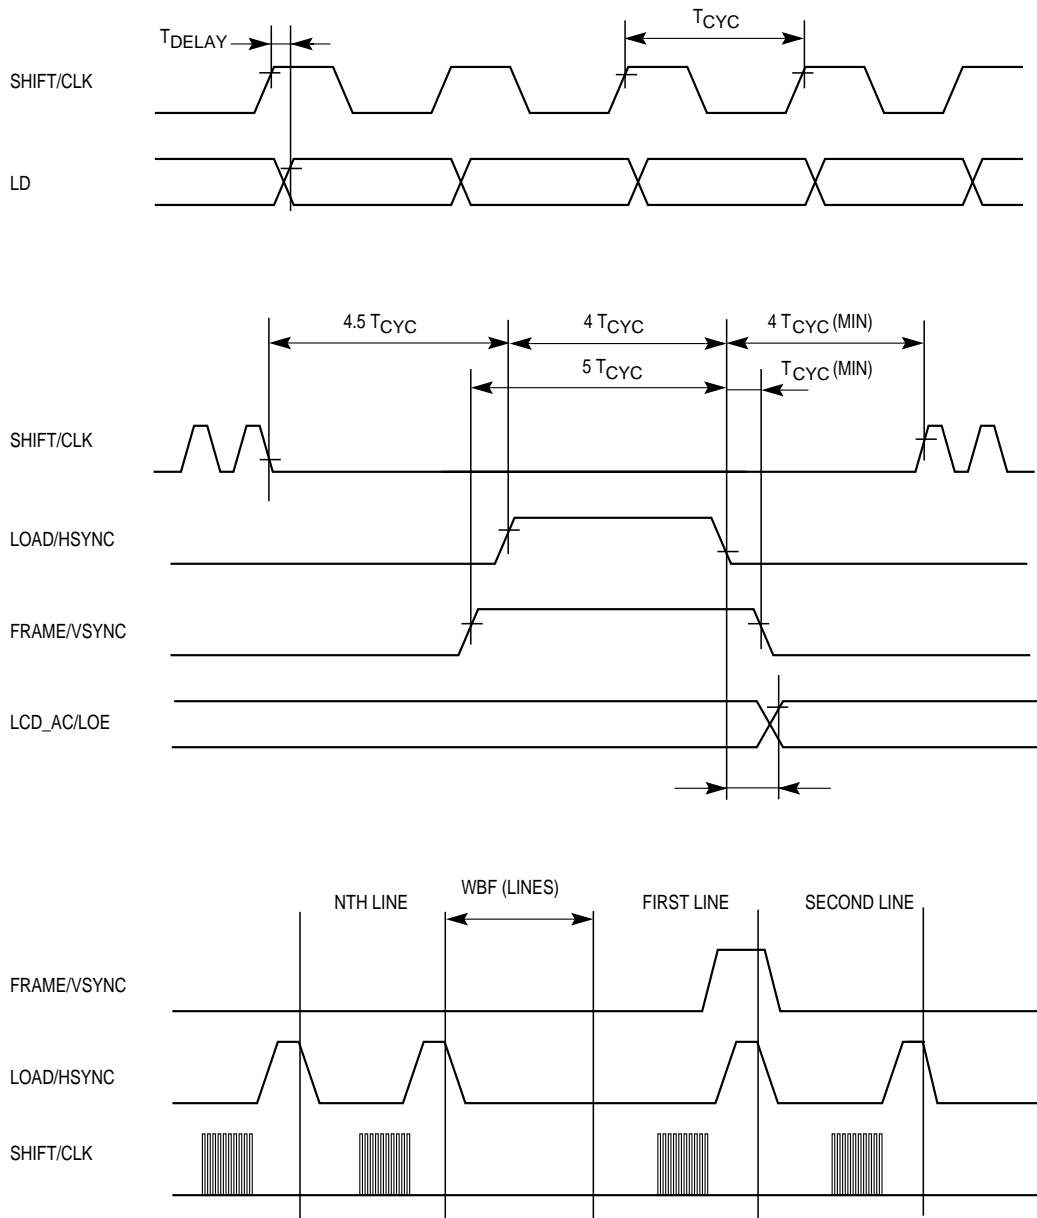 TDELAY
TCYC
SHIFT/CLK
LD
4.5 TCYC
4 TCYC
4 TCYC (MIN)
5 TCYC
TCYC (MIN)
SHIFT/CLK
LOAD/HSYNC
FRAME/VSYNC
LCD_AC/LOE
NTH LINE
WBF (LINES)
FIRST LINE
SECOND LINE
FRAME/VSYNC
LOAD/HSYNC
SHIFT/CLK